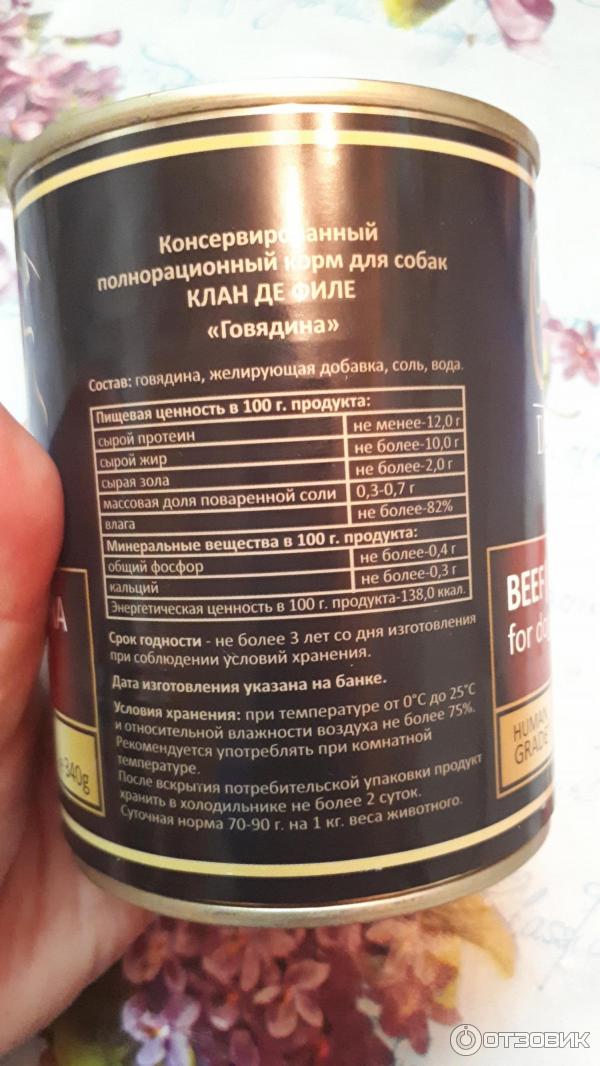 Консервированный
полнорационный корм для собак
КЛАН ДЕ ФИЛЕ
«Говядина»
Состав: говядина, желирующая добавка, соль, вода.
Пищевая ценность в 100 г. продукта:
сырой протеин не менее-12,0 г
сырой жир не более-10,0 г
сырая зола не более-2,0 г
массовая доля поваренной соли 0,3-0,7 г
влага не более-82%
Минеральные вещества в 100 г. продукта:
общий фосфор не более-0,4 г
кальций не более-0,3 г
Энергетическая ценность в 100 г. продукта-138,0 ккал.
Срок годности - не более 3 лет со дня изготовления
при соблюдении условий хранения.
Дата изготовления указана на банке.
Условия хранения: при температуре от 0°С до 25°С
и относительной влажности воздуха не более 75%.
Рекомендуется употреблять при комнатной
температуре.
После вскрытия потребительской упаковки продукт
хранить в холодильнике не более 2 суток.
Суточная норма 70-90 г. на 1 кг. веса животного.
340g
BEEF
for
HUMAN
GRADE
ОТЗОВИК